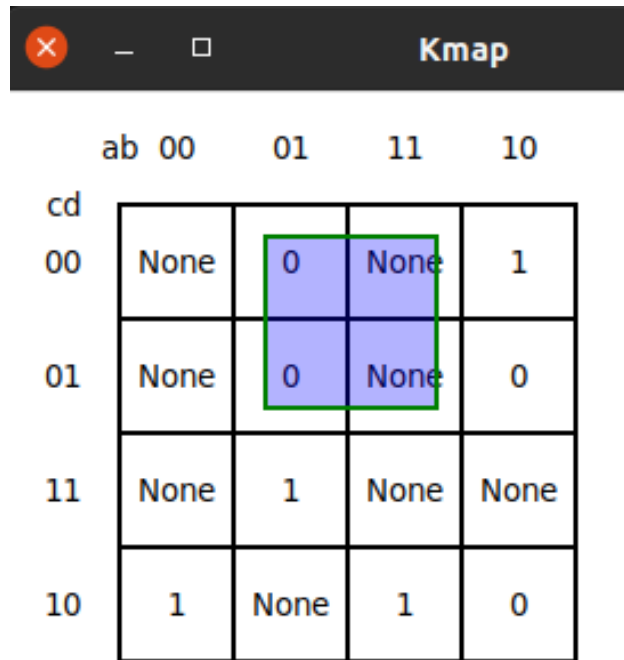 Kmap
ab 00 01 11 10
cd
00 None 0 None 1
01 None 0 None 0
11 None 1 None None
10 1 None 1 0